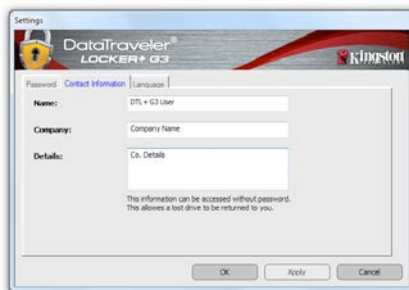 Settings
DataTraveler®
LOCKER+ G3
Kingston
Password Contact Information Language
Name: DTL+ G3 User
Company: Company Name
Details: Co. Details
This information can be accessed without password.
This allowes a lost drive to be returned to you.
OK Apply Cancel